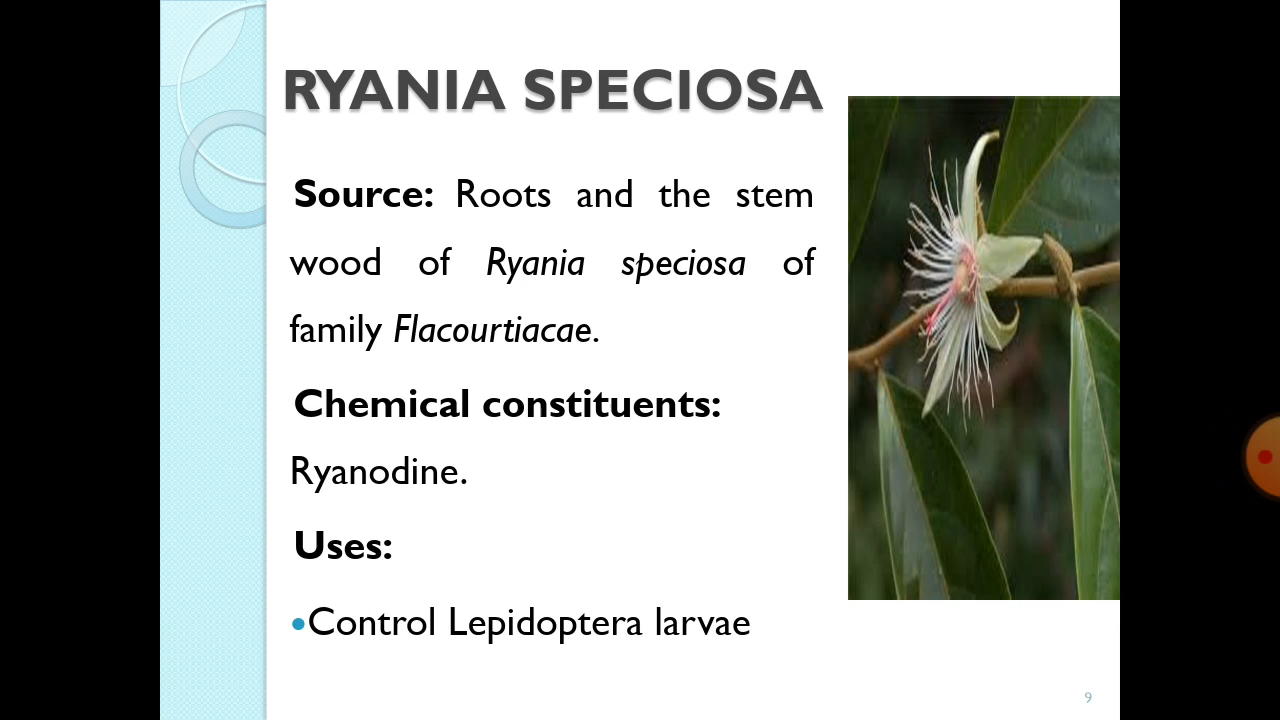 RYANIA SPECIOSA
Source: Roots and the stem
wood of Ryania speciosa of
family Flacourtiacae.
Chemical constituents:
Ryanodine.
Uses:
•Control Lepidoptera larvae
9